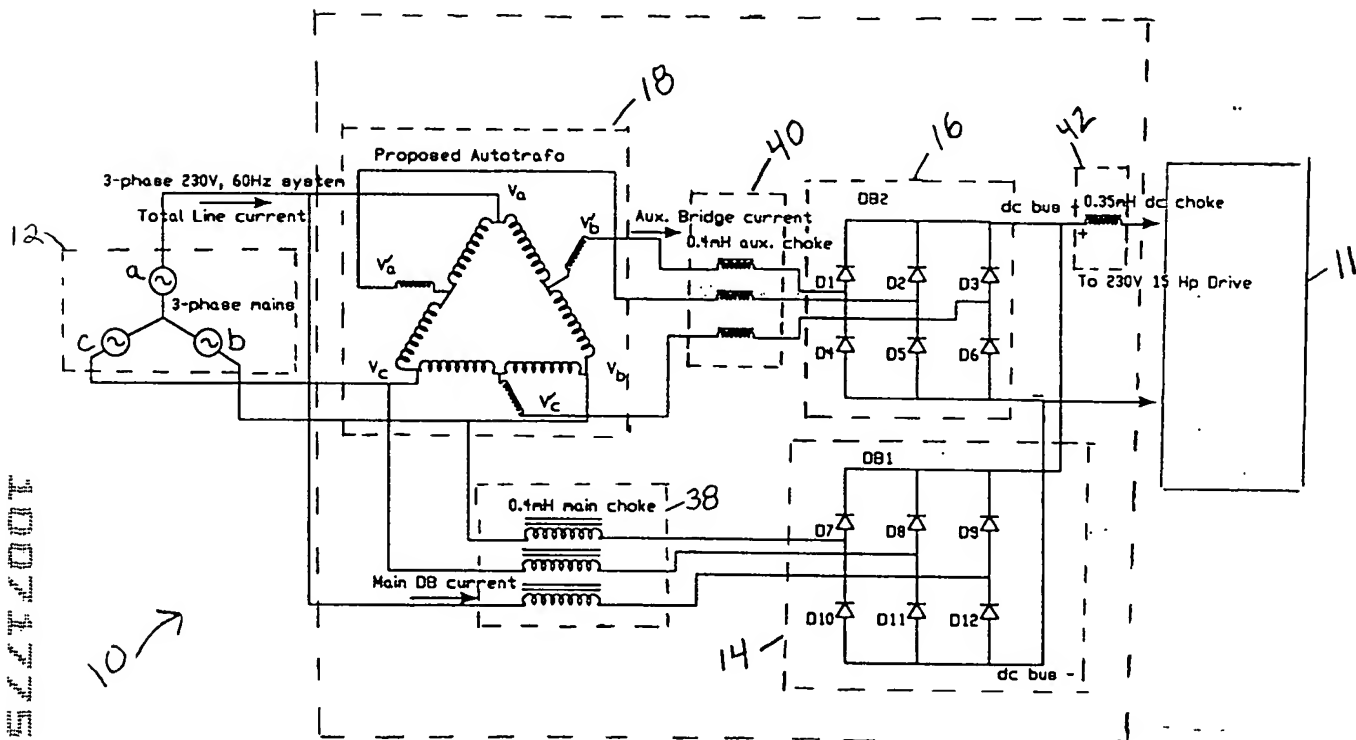 18
Proposed Autotrafo
40
16
42
3-phase 230V, 60Hz system
Total Line current
Va
V'b
Aux. Bridge current
0.4mH aux. choke
DB2
dc bus +
0.35mH dc choke
+
12
a
V'a
D1
D2
D3
To 230V 15 Hp Drive
11
3-phase mains
c
b
D4
D5
D6
Vc
Vb
V'c
DB1
0.4mH main choke
38
D7
D8
D9
Main DB current
D10
D11
D12
10
14
dc bus -
10071775